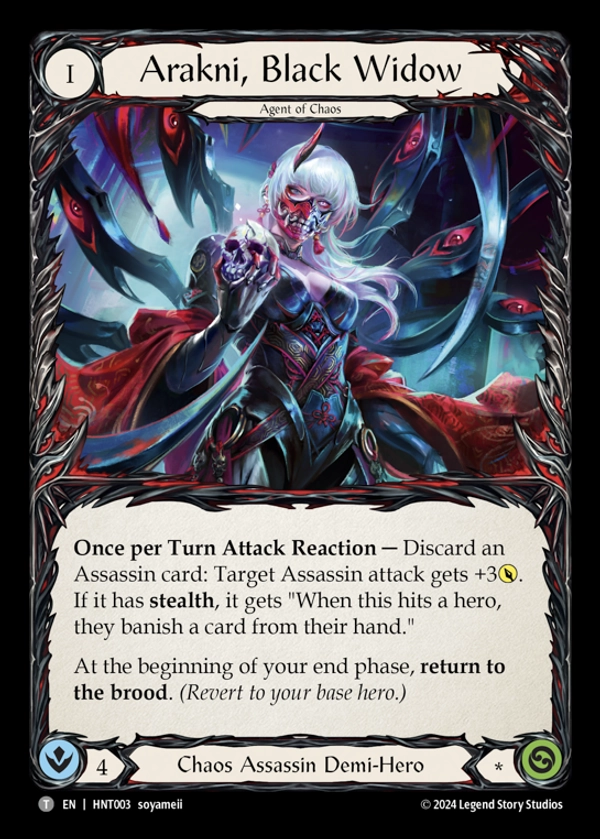 I
Arakni, Black Widow
Agent of Chaos
Once per Turn Attack Reaction — Discard an
Assassin card: Target Assassin attack gets +3.
If it has stealth, it gets "When this hits a hero,
they banish a card from their hand."
At the beginning of your end phase, return to
the brood. (Revert to your base hero.)
4
Chaos Assassin Demi-Hero
*
T EN | HNT003 soyameii
© 2024 Legend Story Studios